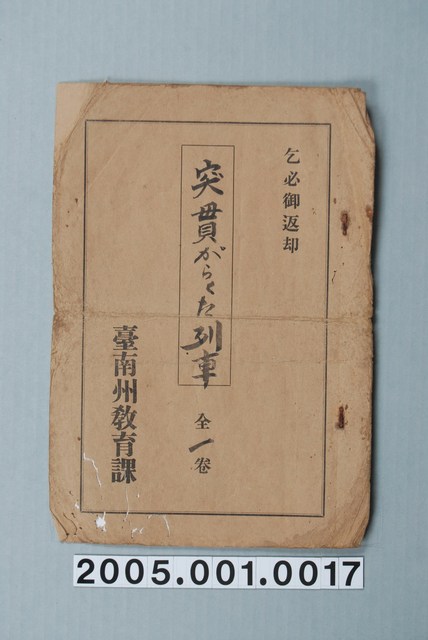 乞必御返却
突貫がらくた列車
全一卷
臺南州教育課
2005.001.0017